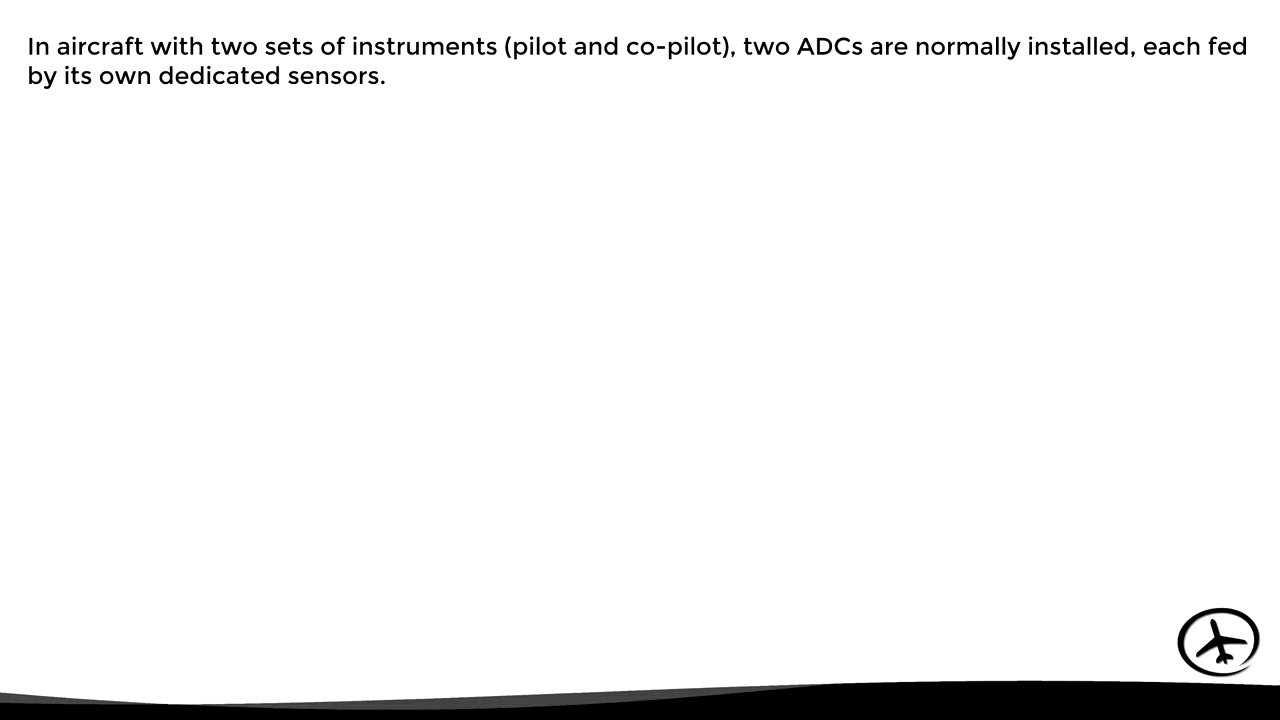 In aircraft with two sets of instruments (pilot and co-pilot), two ADCs are normally installed, each fed
by its own dedicated sensors.